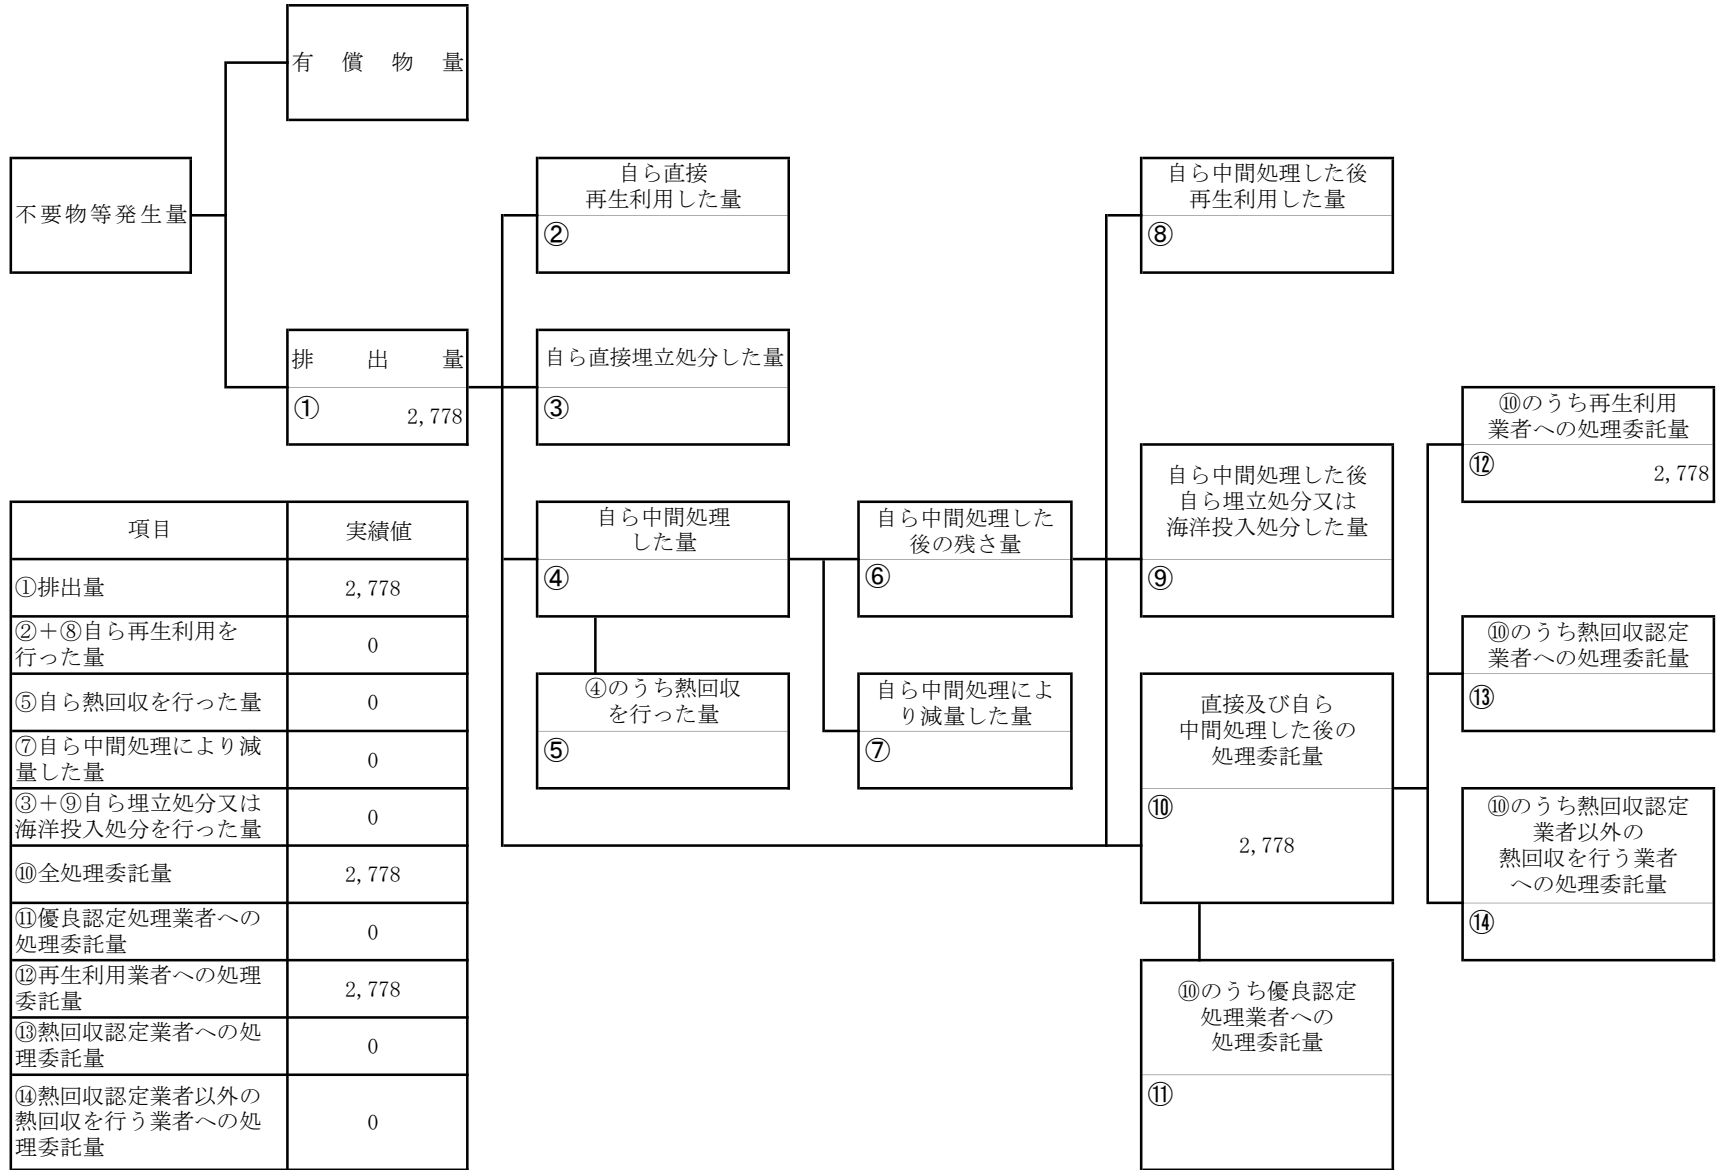 有償物量
不要物等発生量
排出量
①
2,778
自ら直接
再生利用した量
②
自ら直接埋立処分した量
③
自ら中間処理
した量
④
④のうち熱回収
を行った量
⑤
自ら中間処理した
後の残さ量
⑥
自ら中間処理によ
り減量した量
⑦
自ら中間処理した後
再生利用した量
⑧
自ら中間処理した後
自ら埋立処分又は
海洋投入処分した量
⑨
直接及び自ら
中間処理した後の
処理委託量
⑩
2,778
⑩のうち優良認定
処理業者への
処理委託量
⑪
⑩のうち再生利用
業者への処理委託量
⑫
2,778
⑩のうち熱回収認定
業者への処理委託量
⑬
⑩のうち熱回収認定
業者以外の
熱回収を行う業者
への処理委託量
⑭
項目 実績値
①排出量 2,778
②+⑧自ら再生利用を
行った量
0
⑤自ら熱回収を行った量 0
⑦自ら中間処理により減
量した量
0
③+⑨自ら埋立処分又は
海洋投入処分を行った量
0
⑩全処理委託量 2,778
⑪優良認定処理業者への
処理委託量
0
⑫再生利用業者への処理
委託量
2,778
⑬熱回収認定業者への処
理委託量
0
⑭熱回収認定業者以外の
熱回収を行う業者への処
理委託量
0